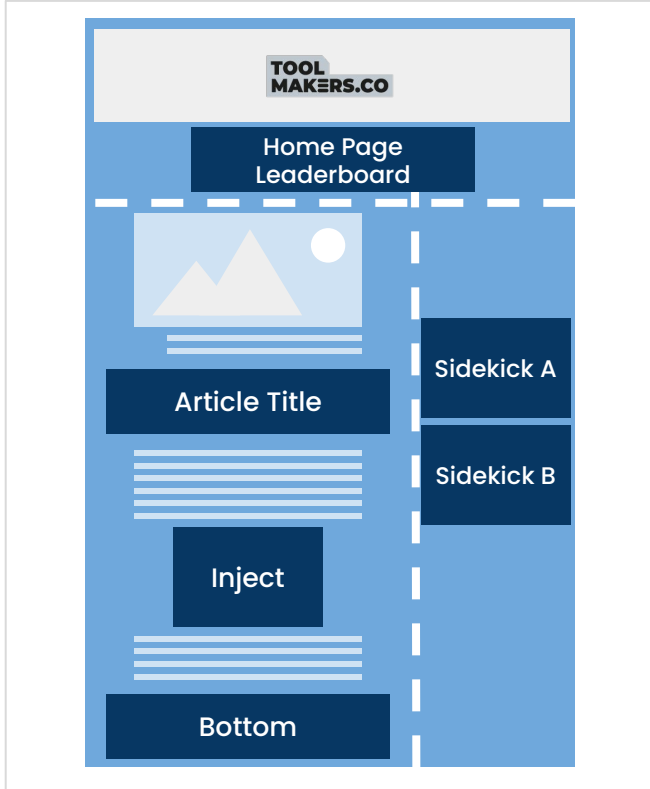 TOOL
MAKERS.CO
Home Page
Leaderboard
Sidekick A
Article Title
Sidekick B
Inject
Bottom